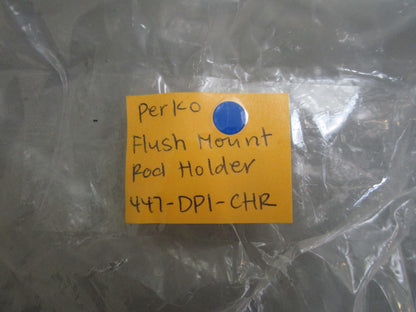 Perko
Flush Mount
Rod Holder
447-DP1-CHR